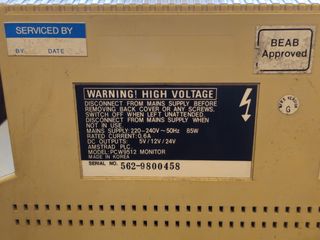 SERVICED BY
BY DATE
BEAB
Approved
WARNING! HIGH VOLTAGE
DISCONNECT FROM MAINS SUPPLY BEFORE
REMOVING BACK COVER OR ANY SCREWS.
SWITCH OFF WHEN LEFT UNATTENDED.
DISCONNECT FROM MAINS SUPPLY WHEN
NOT IN USE.
MAINS SUPPLY: 220-240V~50Hz 85W
RATED CURRENT: 0.6A
DC OUTPUTS 5V/12V/24V
AMSTRAD PLC.
MODEL: PCW9512 MONITOR
MADE IN KOREA
SERIAL NO. 562-9800458
G